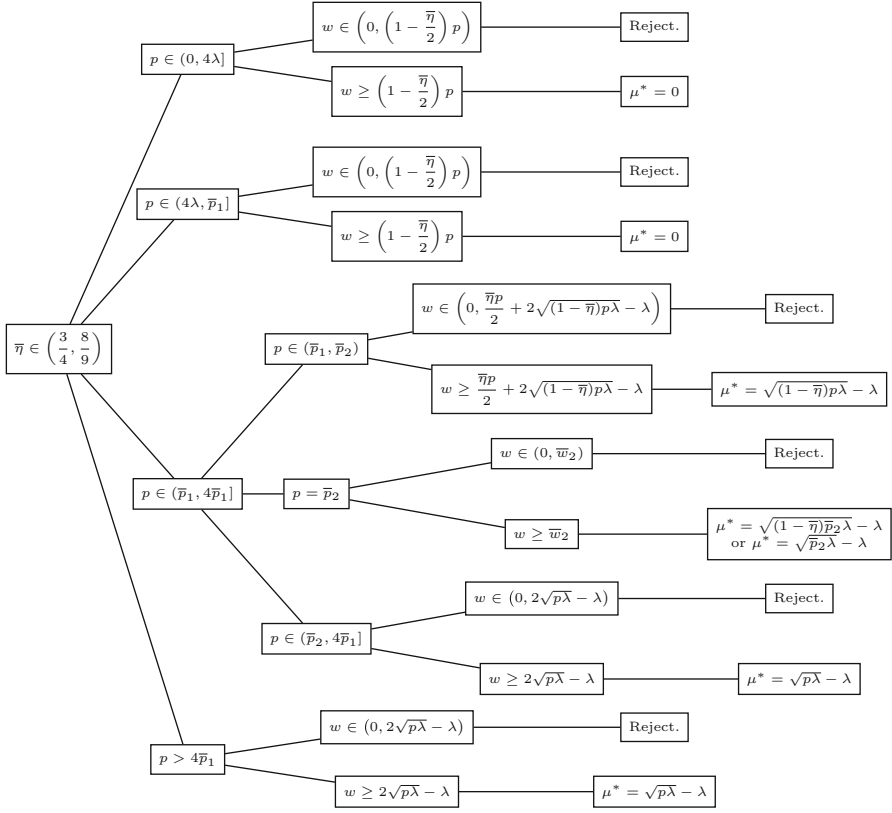 w ∈ (0, (1 − η̅/2) p)
Reject.
p ∈ (0, 4λ]
w ≥ (1 − η̅/2) p
μ* = 0
w ∈ (0, (1 − η̅/2) p)
Reject.
p ∈ (4λ, p̅₁]
w ≥ (1 − η̅/2) p
μ* = 0
w ∈ (0, η̅p/2 + 2√((1 − η̅)pλ) − λ)
Reject.
η̅ ∈ (3/4, 8/9)
p ∈ (p̅₁, p̅₂)
w ≥ η̅p/2 + 2√((1 − η̅)pλ) − λ
μ* = √((1 − η̅)pλ) − λ
w ∈ (0, w̅₂)
Reject.
p ∈ (p̅₁, 4p̅₁]
p = p̅₂
w ≥ w̅₂
μ* = √((1 − η̅)p̅₂λ) − λ
or μ* = √(p̅₂λ) − λ
w ∈ (0, 2√(pλ) − λ)
Reject.
p ∈ (p̅₂, 4p̅₁]
w ≥ 2√(pλ) − λ
μ* = √(pλ) − λ
w ∈ (0, 2√(pλ) − λ)
Reject.
p > 4p̅₁
w ≥ 2√(pλ) − λ
μ* = √(pλ) − λ